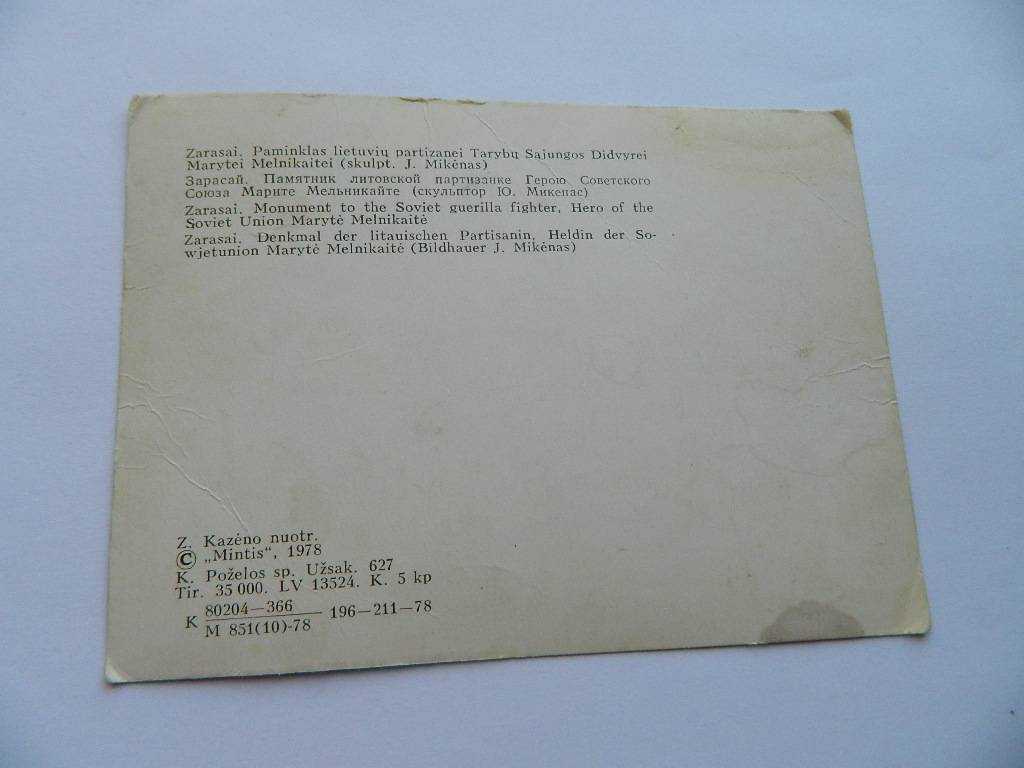 Zarasai. Paminklas lietuvių partizanei Tarybų Sąjungos Didvyrei
Marytei Melnikaitei (skulpt. J. Mikėnas)
Зарасай. Памятник литовской партизанке Герою Советского
Союза Марите Мельникайте (скульптор Ю. Микенас)
Zarasai. Monument to the Soviet guerilla fighter, Hero of the
Soviet Union Marytė Melnikaitė
Zarasai. Denkmal der litauischen Partisanin, Heldin der So-
wjetunion Marytė Melnikaitė (Bildhauer J. Mikėnas)
Z. Kazėno nuotr.
© „Mintis“, 1978
K. Poželos sp. Užsak. 627
Tir. 35 000. LV 13524. K. 5 kp
K 80204—366 196—211—78
M 851(10)-78